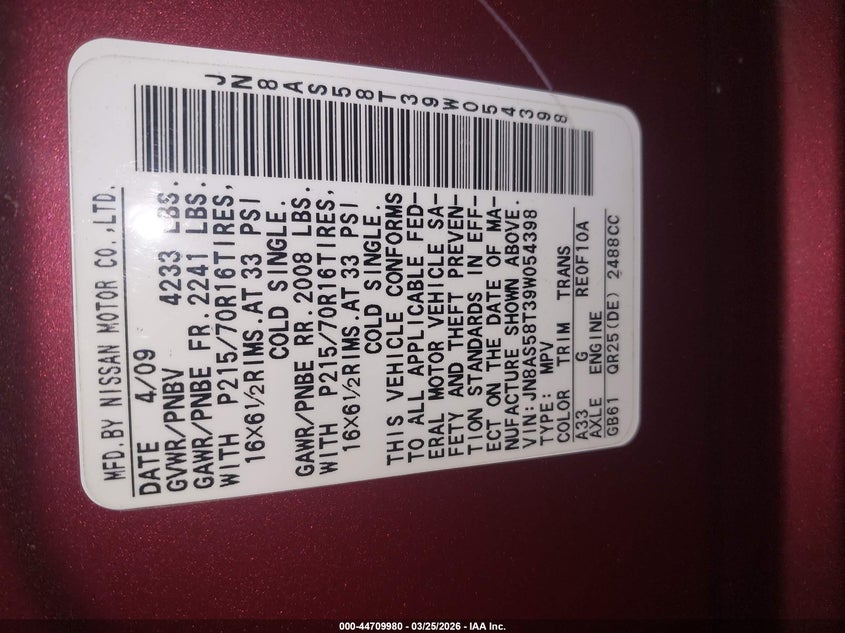 JN8AS58T39W054398
MFD.BY NISSAN MOTOR CO.,LTD.
DATE 4/09
GVWR/PNBV 4233 LBS.
GAWR/PNBE FR.2241 LBS.
WITH P215/70R16TIRES,
16X6½RIMS.AT 33 PSI
COLD SINGLE.
GAWR/PNBE RR.2008 LBS.
WITH P215/70R16TIRES,
16X6½RIMS.AT 33 PSI
COLD SINGLE.
THIS VEHICLE CONFORMS
TO ALL APPLICABLE FED-
ERAL MOTOR VEHICLE SA-
FETY AND THEFT PREVEN-
TION STANDARDS IN EFF-
ECT ON THE DATE OF MA-
NUFACTURE SHOWN ABOVE.
VIN:JN8AS58T39W054398
TYPE: MPV
COLOR TRIM TRANS
A33 G RE0F10A
AXLE ENGINE
GB61 QR25(DE) 2488CC
000-44709980 - 03/25/2026 - IAA Inc.